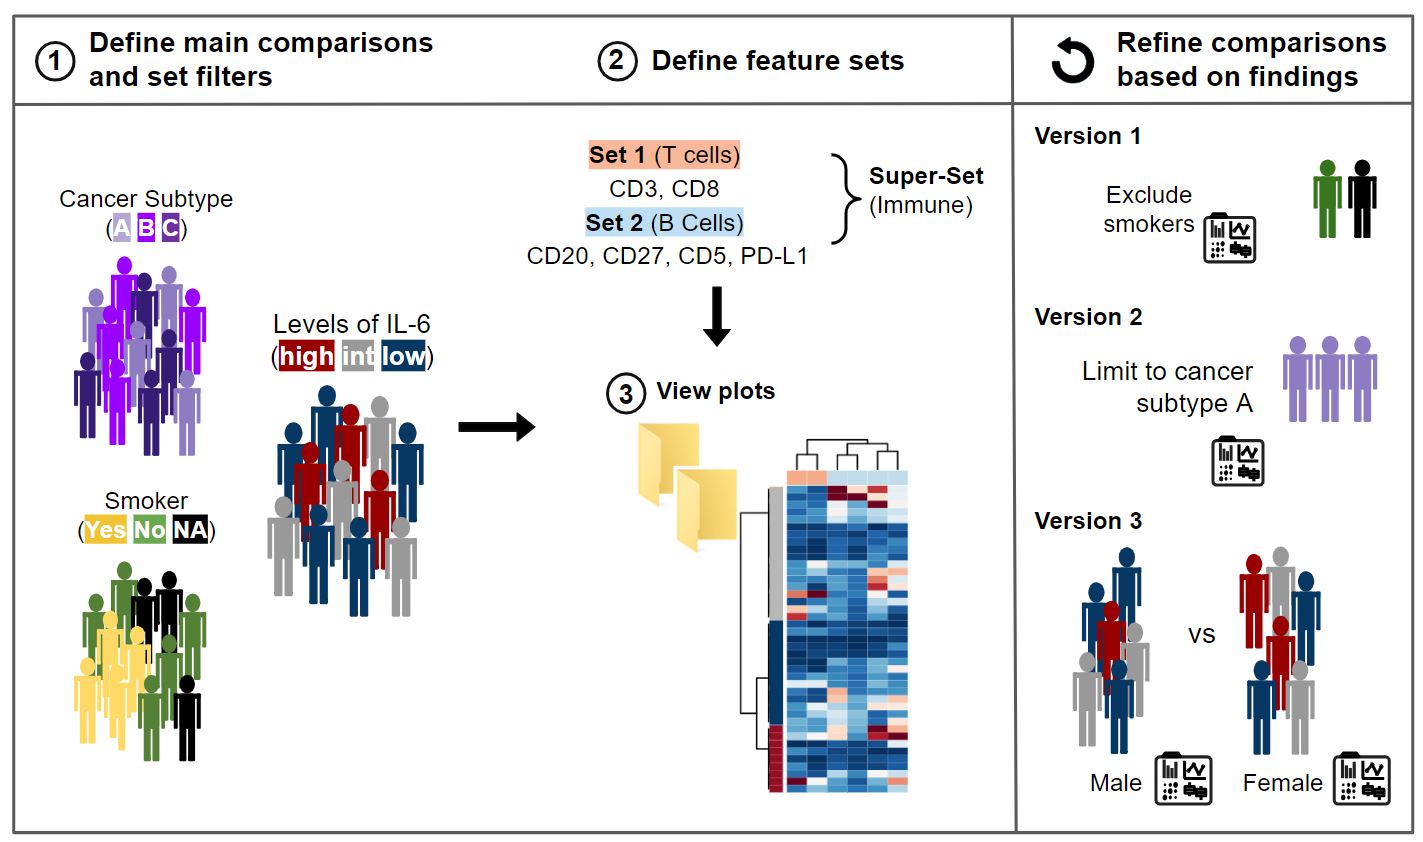 1
Define main comparisons
and set filters
2
Define feature sets
Refine comparisons
based on findings
Cancer Subtype
(A B C)
Smoker
(Yes No NA)
Levels of IL-6
(high int low)
Set 1 (T cells)
CD3, CD8
Set 2 (B Cells)
CD20, CD27, CD5, PD-L1
Super-Set
(Immune)
3
View plots
Version 1
Exclude
smokers
Version 2
Limit to cancer
subtype A
Version 3
vs
Male
Female